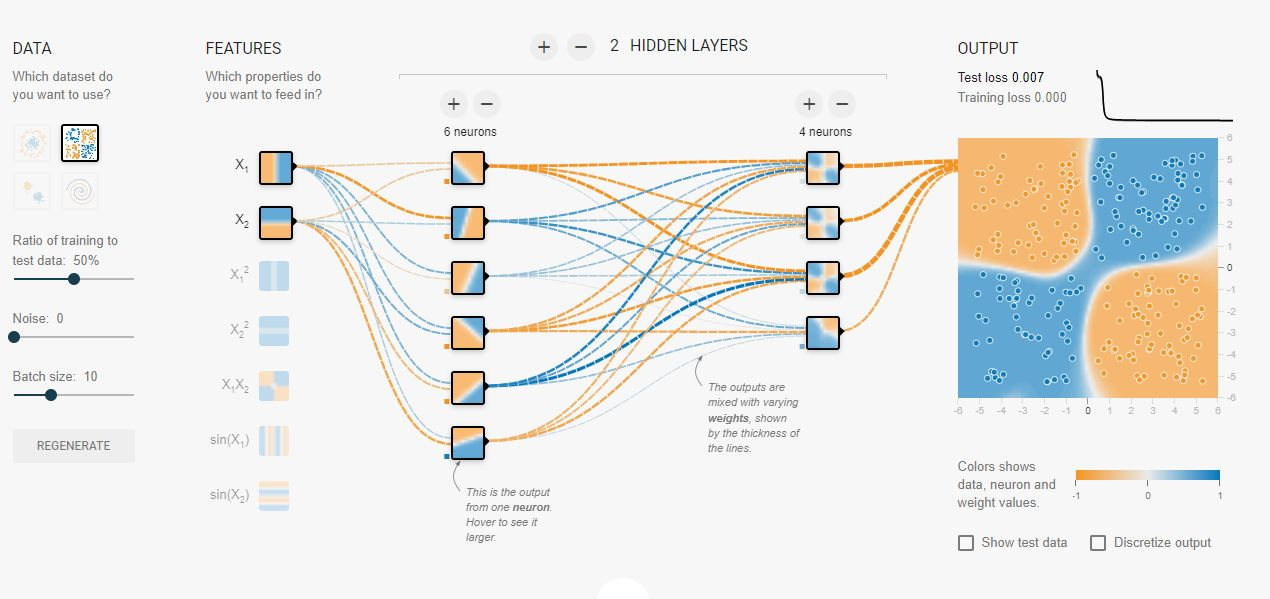 DATA
Which dataset do
you want to use?
Ratio of training to
test data: 50%
Noise: 0
Batch size: 10
REGENERATE
FEATURES
Which properties do
you want to feed in?
X₁
X₂
X₁²
X₂²
X₁X₂
sin(X₁)
sin(X₂)
+ − 2 HIDDEN LAYERS
+ −
6 neurons
This is the output
from one neuron.
Hover to see it
larger.
+ −
4 neurons
The outputs are
mixed with varying
weights, shown
by the thickness of
the lines.
OUTPUT
Test loss 0.007
Training loss 0.000
6
5
4
3
2
1
0
-1
-2
-3
-4
-5
-6
-6 -5 -4 -3 -2 -1 0 1 2 3 4 5 6
Colors shows
data, neuron and
weight values.
-1 0 1
Show test data
Discretize output